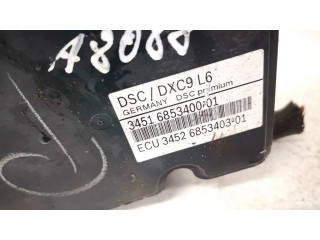 A8088
DSC / DXC9 L6
GERMANY DSC premium
3451 6853400-01
ECU 3452 6853403-01